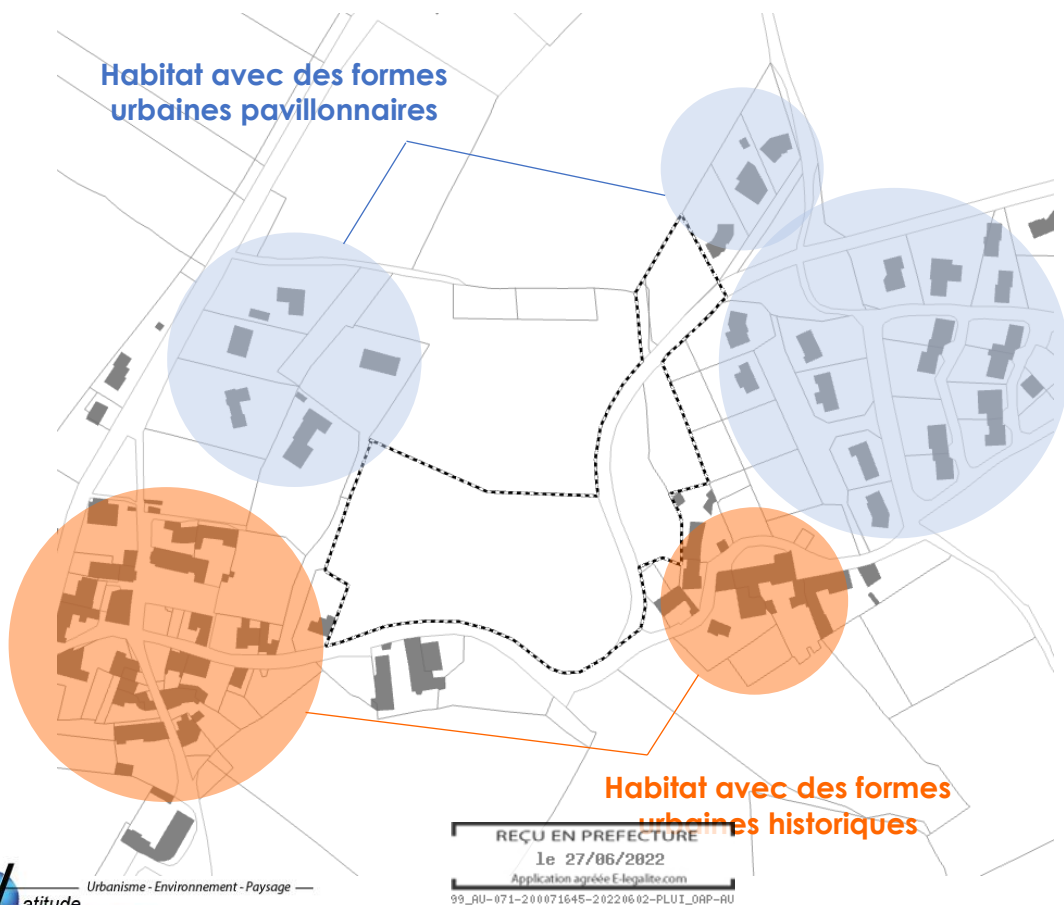 Habitat avec des formes
urbaines pavillonnaires
Habitat avec des formes
urbaines historiques
REÇU EN PREFECTURE
le 27/06/2022
Application agréée E-legalite.com
99_AU-071-200071645-20220602-PLUI_OAP-AU
Urbanisme - Environnement - Paysage
atitude